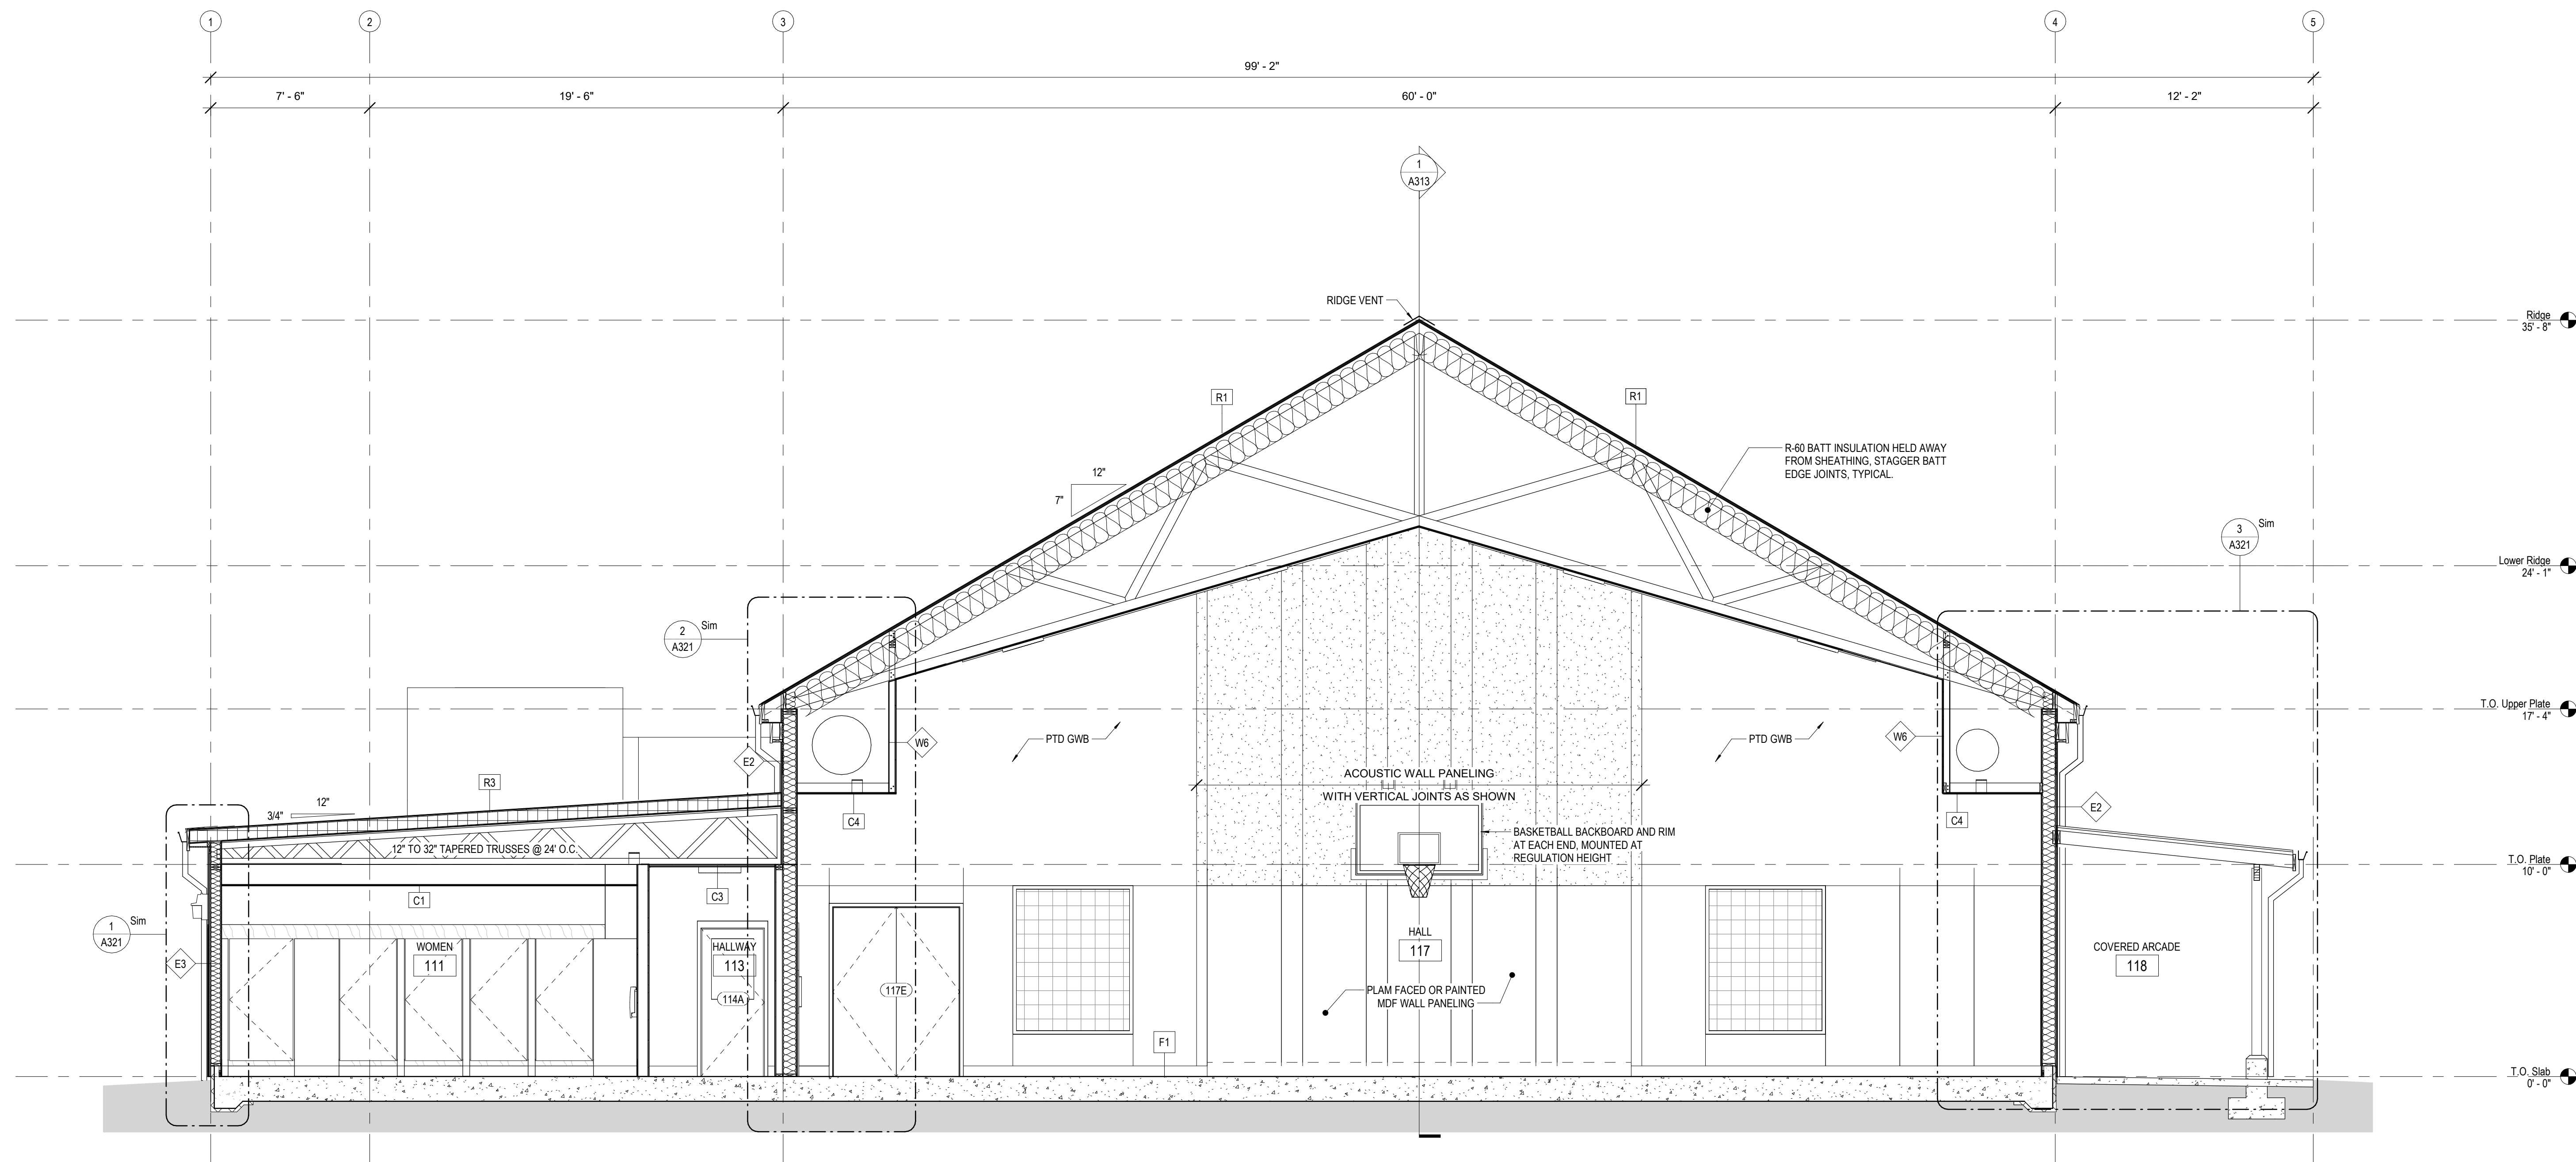 1
2
3
4
5
99' - 2"
7' - 6"
19' - 6"
60' - 0"
12' - 2"
1
A313
RIDGE VENT
Ridge
35' - 8"
R1
R1
R-60 BATT INSULATION HELD AWAY
FROM SHEATHING, STAGGER BATT
EDGE JOINTS, TYPICAL.
12"
7"
3
A321
Sim
Lower Ridge
24' - 1"
2
A321
Sim
T.O. Upper Plate
17' - 4"
PTD GWB
PTD GWB
W6
W6
E2
ACOUSTIC WALL PANELING
WITH VERTICAL JOINTS AS SHOWN
R3
12"
3/4"
C4
C4
E2
BASKETBALL BACKBOARD AND RIM
AT EACH END, MOUNTED AT
REGULATION HEIGHT
12" TO 32" TAPERED TRUSSES @ 24' O.C.
T.O. Plate
10' - 0"
C1
C3
1
A321
Sim
E3
WOMEN
111
HALLWAY
113
114A
117E
HALL
117
COVERED ARCADE
118
PLAM FACED OR PAINTED
MDF WALL PANELING
F1
T.O. Slab
0' - 0"